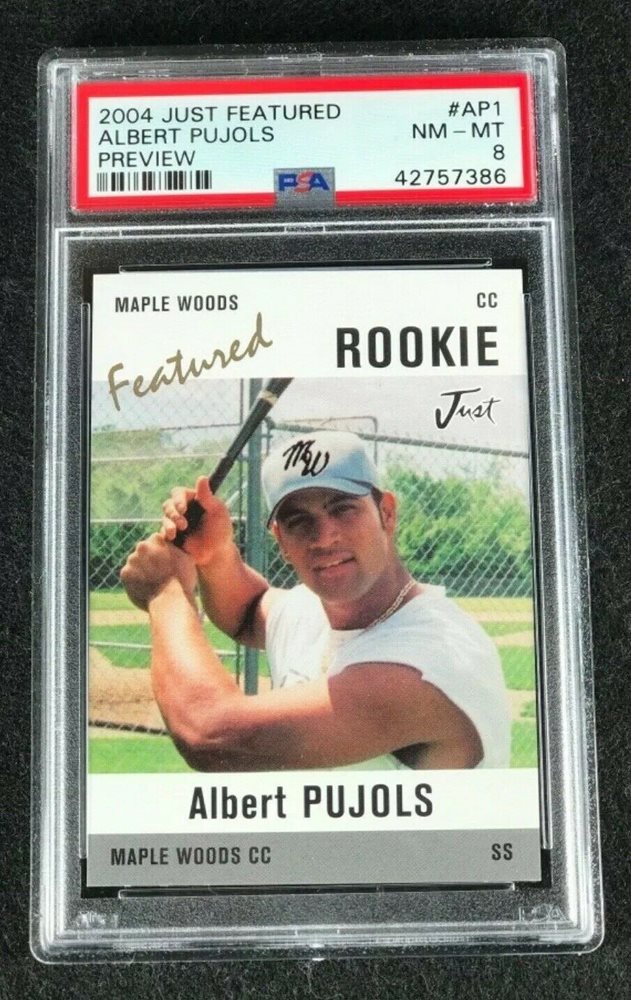 2004 JUST FEATURED #AP1
ALBERT PUJOLS NM - MT
PREVIEW 8
PSA 42757386
MAPLE WOODS CC
Featured ROOKIE
Just
MW
Albert PUJOLS
MAPLE WOODS CC SS